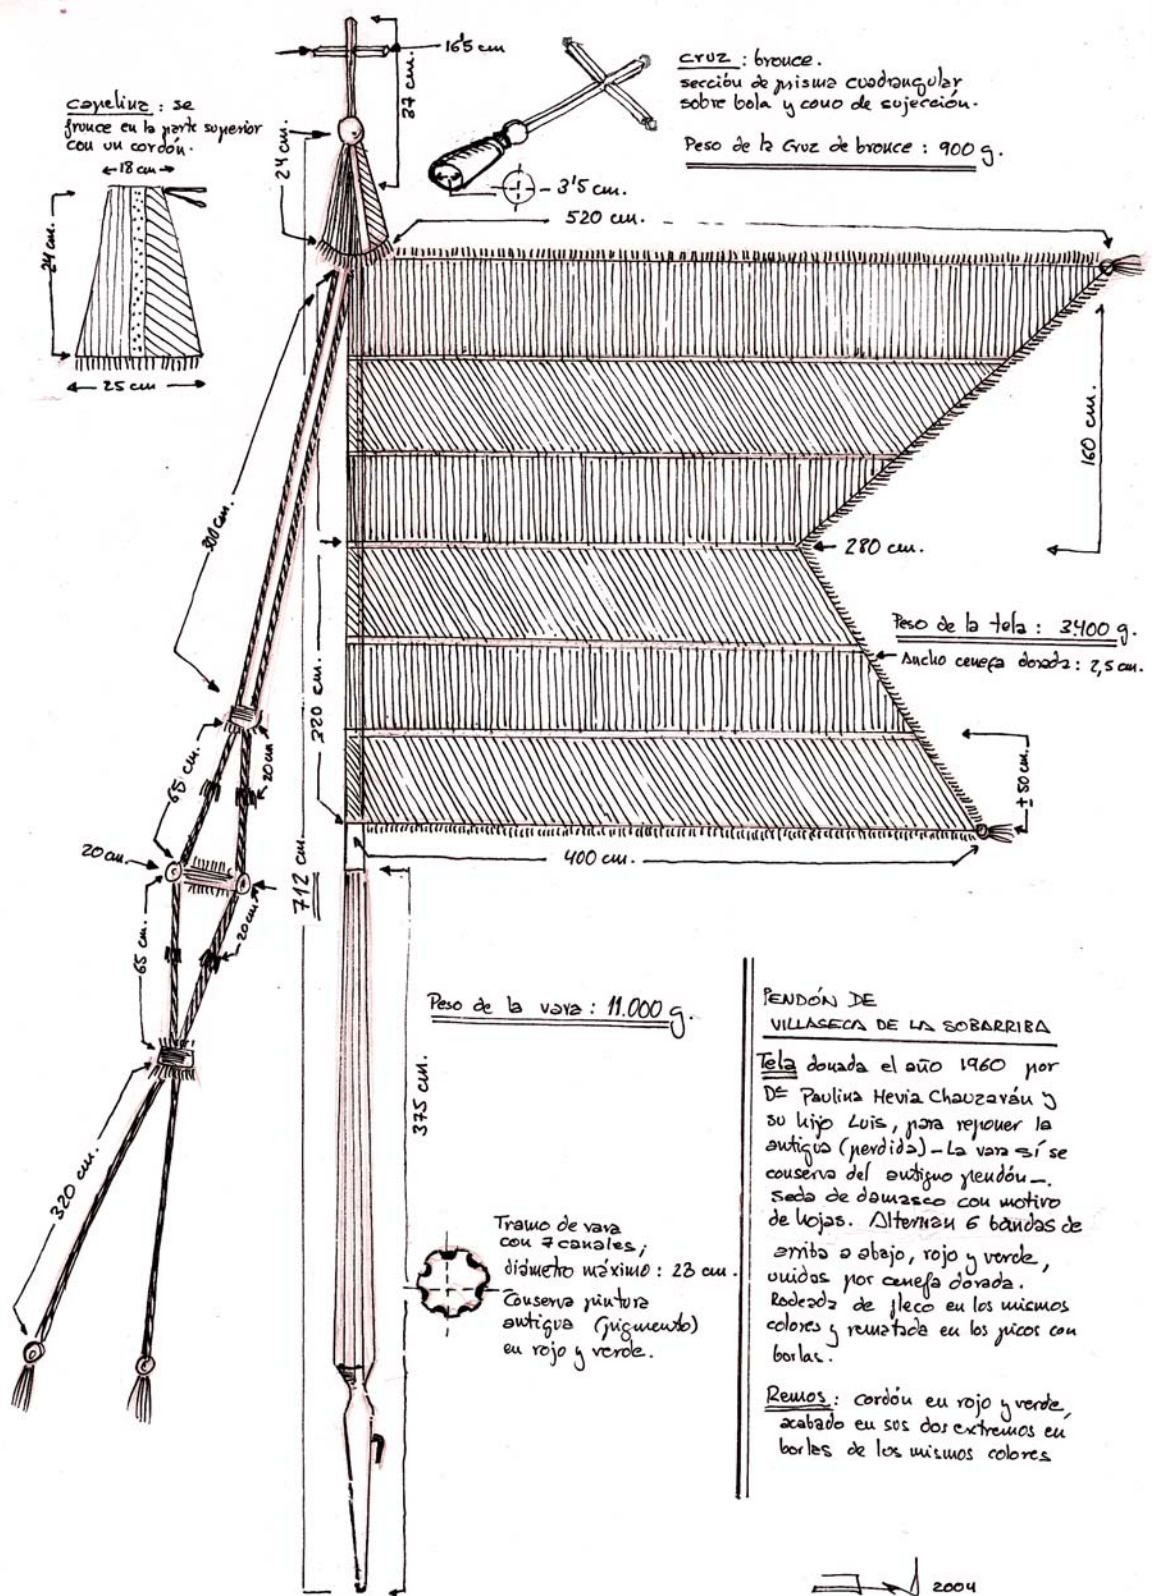 16'5 cm
37 cm.
24 cm.
cruz : bronce.
sección de prisma cuadrangular
sobre bola y cono de sujección.
Peso de la Cruz de bronce : 900 g.
3'5 cm.
capelina : se
frunce en la parte superior
con un cordón.
18 cm
24 cm.
25 cm
520 cm.
160 cm.
300 cm.
280 cm.
Peso de la tela : 3.400 g.
Ancho cenefa dorada : 2,5 cm.
320 cm.
± 50 cm.
400 cm.
65 cm.
20 cm
20 cm.
65 cm.
20 cm.
712 cm.
320 cm.
Peso de la vara : 11.000 g.
375 cm.
Tramo de vara
con 7 canales ;
diámetro máximo : 23 cm.
Conserva pintura
antigua (pigmento)
en rojo y verde.
PENDÓN DE
VILLASECA DE LA SOBARRIBA
Tela donada el año 1960 por
Dª Paulina Hevia Chanzaván y
su hijo Luis, para reponer la
antigua (perdida) - La vara sí se
conserva del antiguo pendón -.
Seda de damasco con motivo
de hojas. Alternan 6 bandas de
arriba a abajo, rojo y verde,
unidas por cenefa dorada.
Rodeada de fleco en los mismos
colores y rematada en los picos con
borlas.
Remos : cordón en rojo y verde,
acabado en sus dos extremos en
borlas de los mismos colores
2004